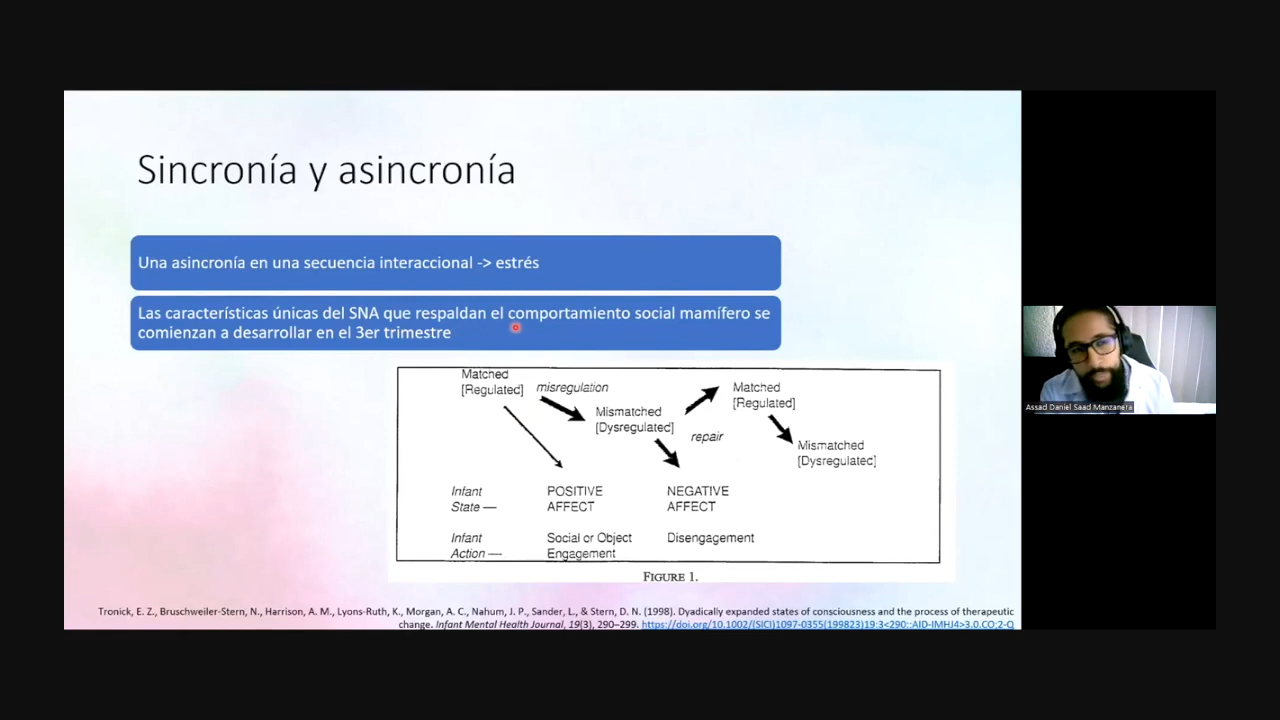 Sincronía y asincronía
Una asincronía en una secuencia interaccional -> estrés
Las características únicas del SNA que respaldan el comportamiento social mamífero se
comienzan a desarrollar en el 3er trimestre
Matched
[Regulated]
misregulation
Mismatched
[Dysregulated]
repair
Matched
[Regulated]
Mismatched
[Dysregulated]
Infant
State —
POSITIVE
AFFECT
NEGATIVE
AFFECT
Infant
Action —
Social or Object
Engagement
Disengagement
FIGURE 1.
Tronick, E. Z., Bruschweiler-Stern, N., Harrison, A. M., Lyons-Ruth, K., Morgan, A. C., Nahum, J. P., Sander, L., & Stern, D. N. (1998). Dyadically expanded states of consciousness and the process of therapeutic
change. Infant Mental Health Journal, 19(3), 290–299. https://doi.org/10.1002/(SICI)1097-0355(199823)19:3<290::AID-IMHJ4>3.0.CO;2-Q
Assad Daniel Saad Manzanera